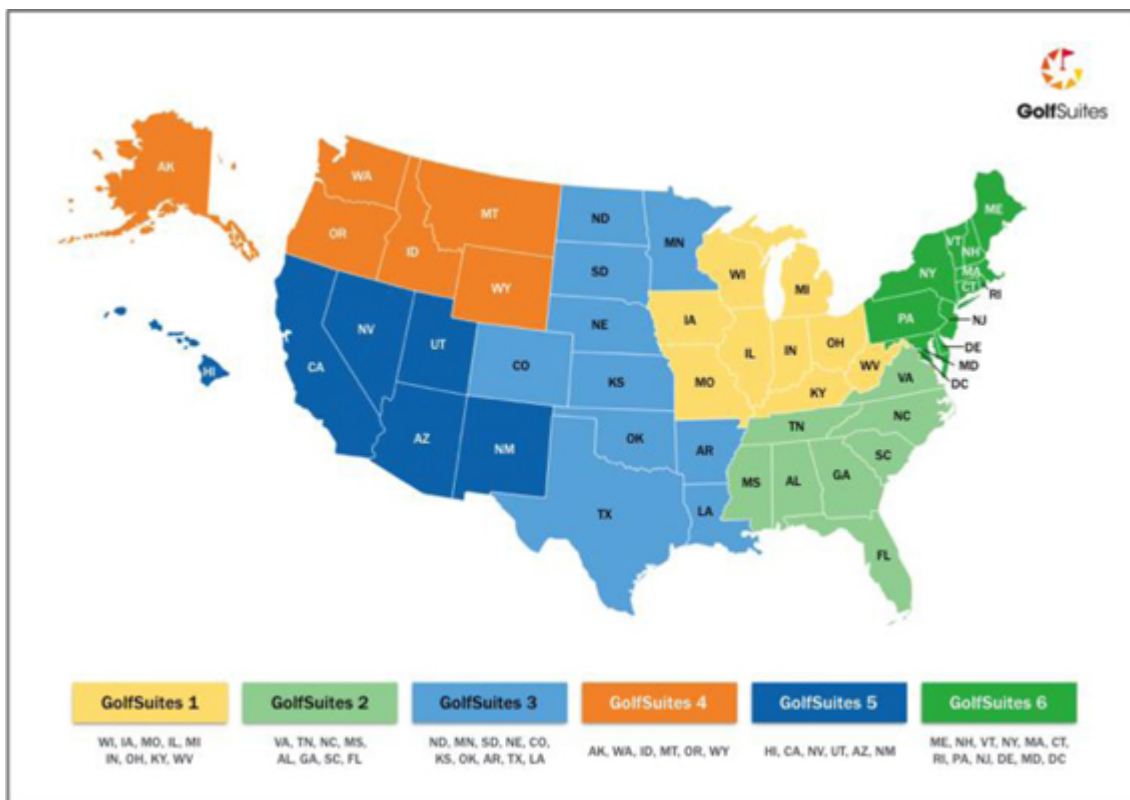 GolfSuites
AK
WA
MT
ND
MN
ME
OR
ID
VT
NH
WI
NY
MA
SD
MI
CT
RI
WY
IA
PA
NJ
NE
NV
UT
IL
IN
OH
DE
CA
CO
WV
MD
HI
KS
MO
KY
VA
DC
AZ
NM
OK
AR
TN
NC
SC
TX
LA
MS
AL
GA
FL
GolfSuites 1
WI, IA, MO, IL, MI
IN, OH, KY, WV
GolfSuites 2
VA, TN, NC, MS,
AL, GA, SC, FL
GolfSuites 3
ND, MN, SD, NE, CO,
KS, OK, AR, TX, LA
GolfSuites 4
AK, WA, ID, MT, OR, WY
GolfSuites 5
HI, CA, NV, UT, AZ, NM
GolfSuites 6
ME, NH, VT, NY, MA, CT,
RI, PA, NJ, DE, MD, DC